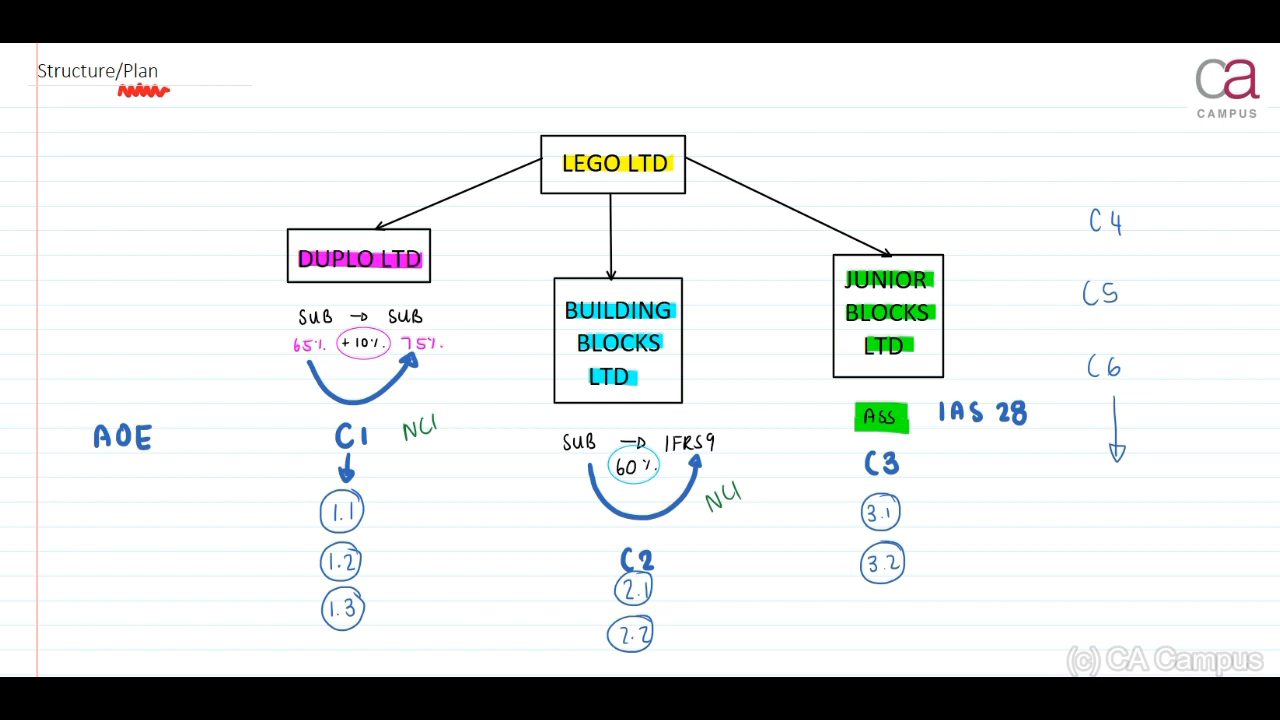 Structure/Plan
ca
CAMPUS
LEGO LTD
DUPLO LTD
SUB → SUB
65% +10% 75%
C1
NCI
1.1
1.2
1.3
AOE
BUILDING
BLOCKS
LTD
SUB → IFRS9
60%
NCI
C2
2.1
2.2
JUNIOR
BLOCKS
LTD
ASS IAS 28
C3
3.1
3.2
C4
C5
C6
(c) CA Campus